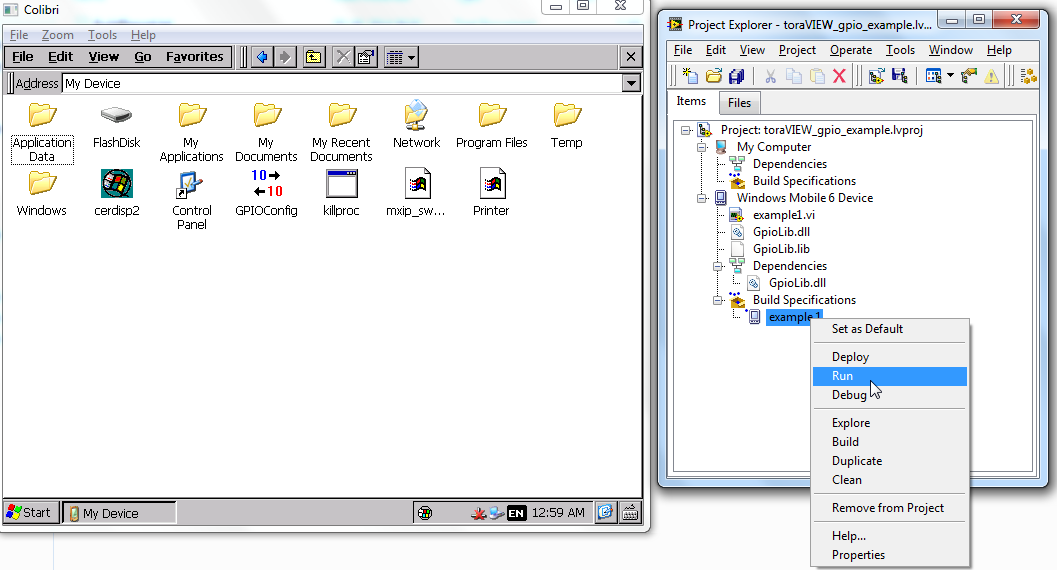 Colibri
File Zoom Tools Help
File Edit View Go Favorites
Address My Device
Application Data
FlashDisk
My Applications
My Documents
My Recent Documents
Network
Program Files
Temp
Windows
cerdisp2
Control Panel
10
10
GPIOConfig
killproc
mxip_sw...
Printer
Start My Device EN 12:59 AM
Project Explorer - toraVIEW_gpio_example.lv...
File Edit View Project Operate Tools Window Help
Items Files
Project: toraVIEW_gpio_example.lvproj
My Computer
Dependencies
Build Specifications
Windows Mobile 6 Device
example1.vi
GpioLib.dll
GpioLib.lib
Dependencies
GpioLib.dll
Build Specifications
example1
Set as Default
Deploy
Run
Debug
Explore
Build
Duplicate
Clean
Remove from Project
Help...
Properties